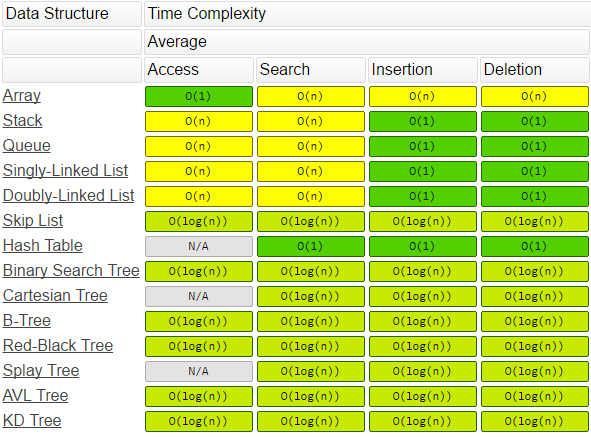 Data Structure Time Complexity
Average
Access Search Insertion Deletion
Array O(1) O(n) O(n) O(n)
Stack O(n) O(n) O(1) O(1)
Queue O(n) O(n) O(1) O(1)
Singly-Linked List O(n) O(n) O(1) O(1)
Doubly-Linked List O(n) O(n) O(1) O(1)
Skip List O(log(n)) O(log(n)) O(log(n)) O(log(n))
Hash Table N/A O(1) O(1) O(1)
Binary Search Tree O(log(n)) O(log(n)) O(log(n)) O(log(n))
Cartesian Tree N/A O(log(n)) O(log(n)) O(log(n))
B-Tree O(log(n)) O(log(n)) O(log(n)) O(log(n))
Red-Black Tree O(log(n)) O(log(n)) O(log(n)) O(log(n))
Splay Tree N/A O(log(n)) O(log(n)) O(log(n))
AVL Tree O(log(n)) O(log(n)) O(log(n)) O(log(n))
KD Tree O(log(n)) O(log(n)) O(log(n)) O(log(n))